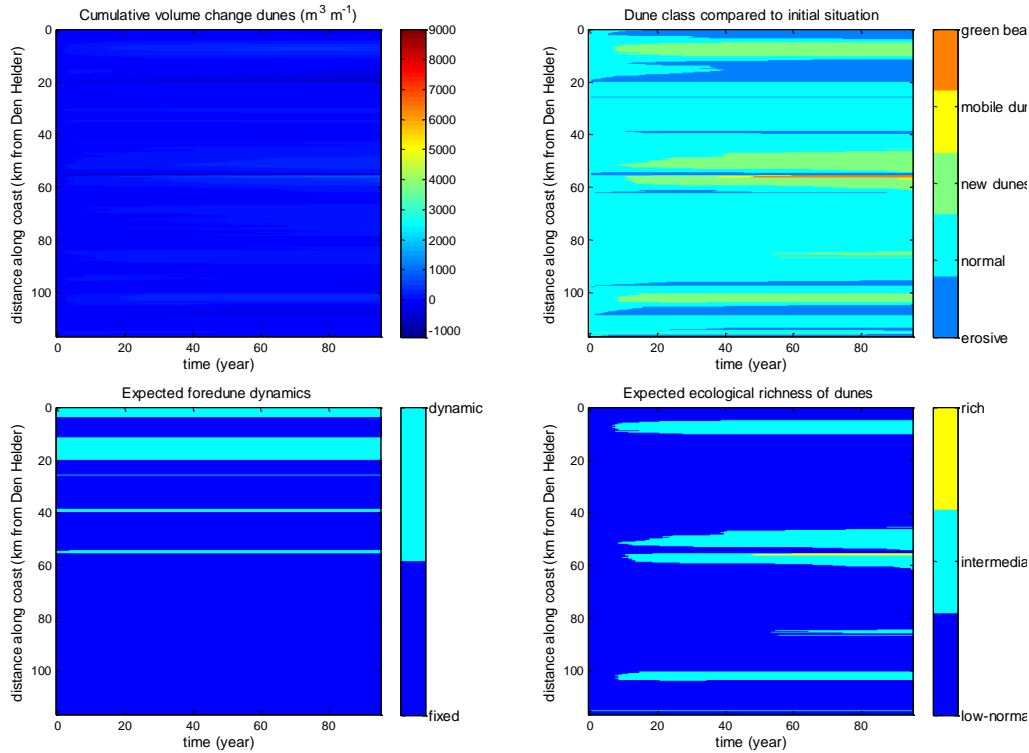 Cumulative volume change dunes (m³ m⁻¹)
distance along coast (km from Den Helder)
0
20
40
60
80
100
0
20
40
60
80
time (year)
9000
8000
7000
6000
5000
4000
3000
2000
1000
0
-1000
Dune class compared to initial situation
distance along coast (km from Den Helder)
0
20
40
60
80
100
0
20
40
60
80
time (year)
green bea
mobile dun
new dunes
normal
erosive
Expected foredune dynamics
distance along coast (km from Den Helder)
0
20
40
60
80
100
0
20
40
60
80
time (year)
dynamic
fixed
Expected ecological richness of dunes
distance along coast (km from Den Helder)
0
20
40
60
80
100
0
20
40
60
80
time (year)
rich
intermedia
low-norma